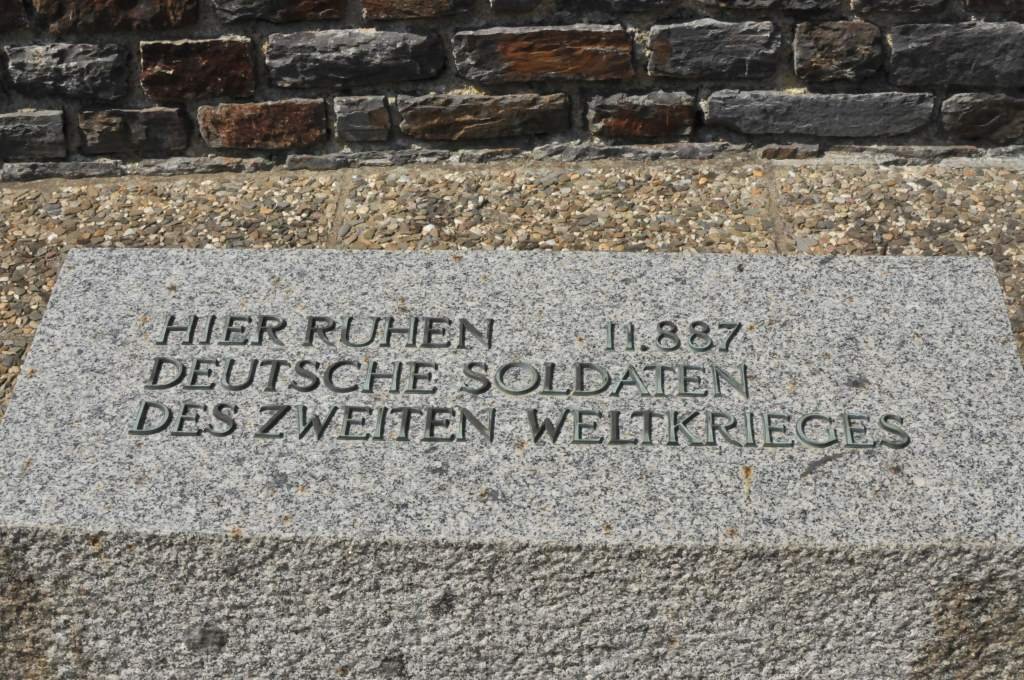 HIER RUHEN 11.887
DEUTSCHE SOLDATEN
DES ZWEITEN WELTKRIEGES